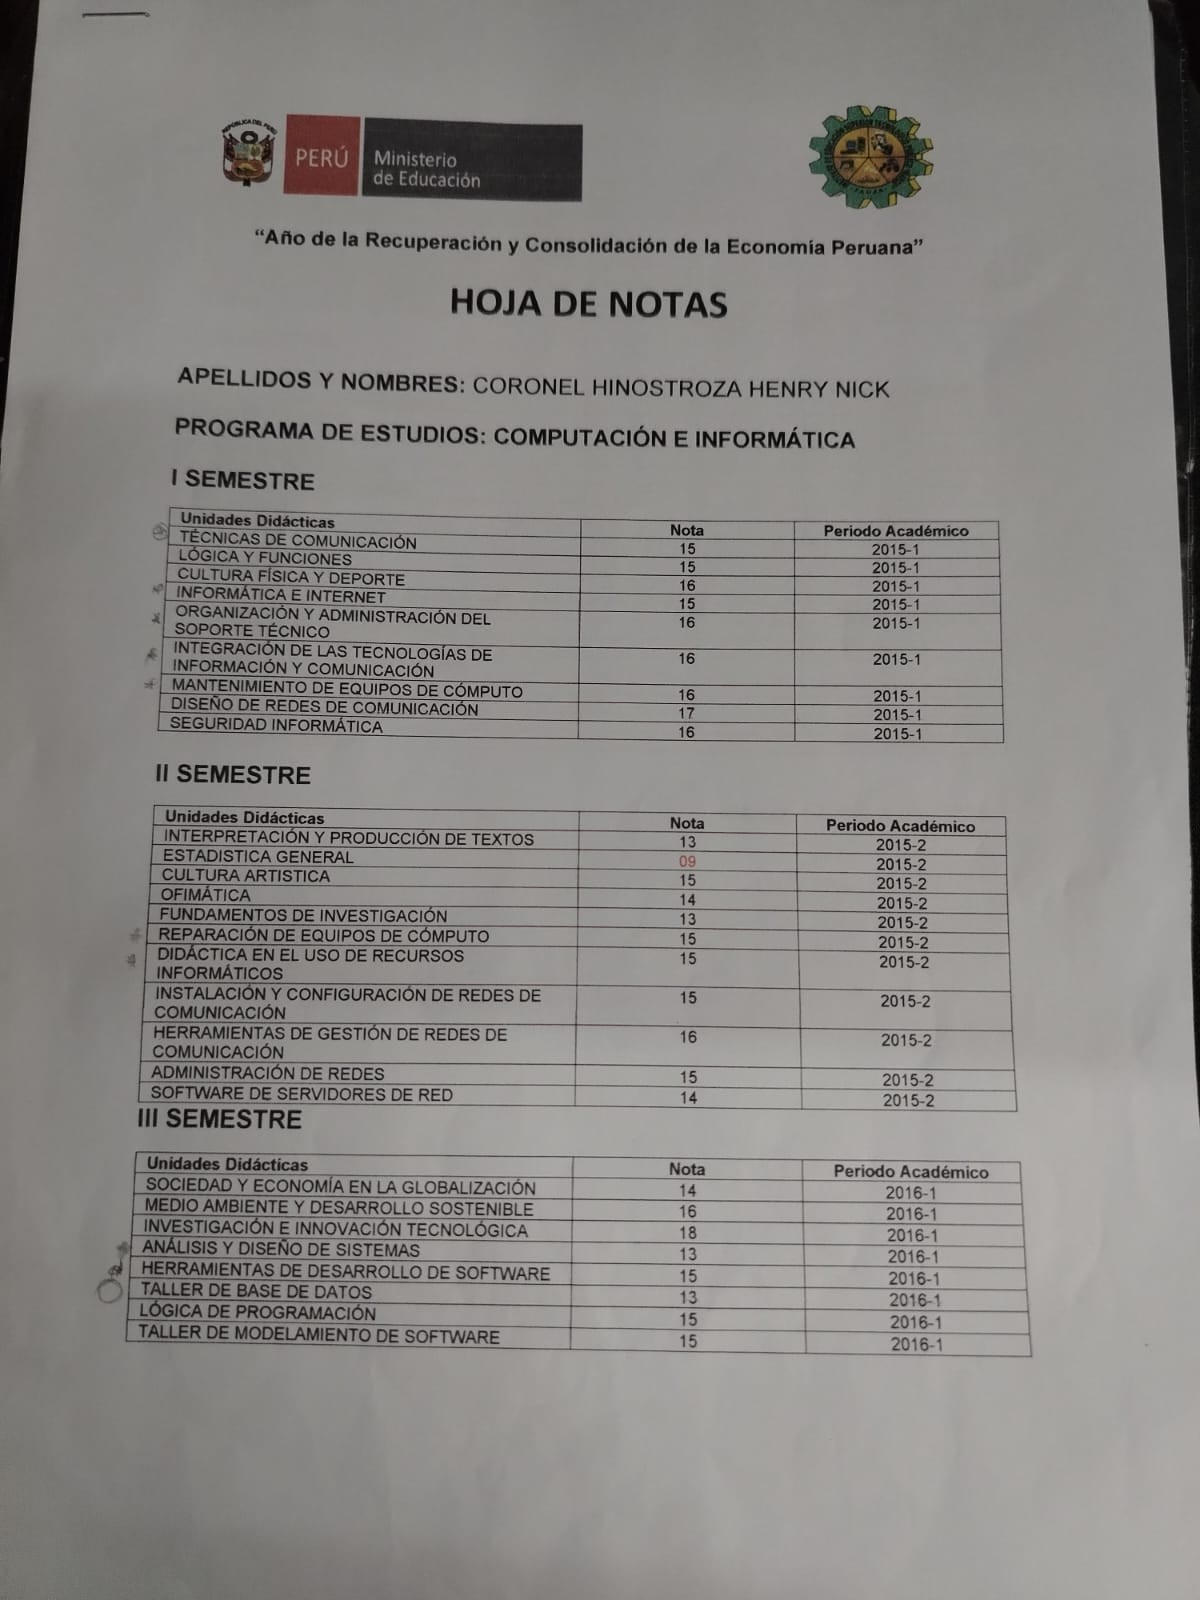 REPÚBLICA DEL PERÚ
PERÚ
Ministerio
de Educación
“Año de la Recuperación y Consolidación de la Economía Peruana”
HOJA DE NOTAS
APELLIDOS Y NOMBRES: CORONEL HINOSTROZA HENRY NICK
PROGRAMA DE ESTUDIOS: COMPUTACIÓN E INFORMÁTICA
I SEMESTRE
Unidades Didácticas Nota Periodo Académico
TÉCNICAS DE COMUNICACIÓN 15 2015-1
LÓGICA Y FUNCIONES 15 2015-1
CULTURA FÍSICA Y DEPORTE 16 2015-1
INFORMÁTICA E INTERNET 15 2015-1
ORGANIZACIÓN Y ADMINISTRACIÓN DEL 16 2015-1
SOPORTE TÉCNICO
INTEGRACIÓN DE LAS TECNOLOGÍAS DE 16 2015-1
INFORMACIÓN Y COMUNICACIÓN
MANTENIMIENTO DE EQUIPOS DE CÓMPUTO 16 2015-1
DISEÑO DE REDES DE COMUNICACIÓN 17 2015-1
SEGURIDAD INFORMÁTICA 16 2015-1
II SEMESTRE
Unidades Didácticas Nota Periodo Académico
INTERPRETACIÓN Y PRODUCCIÓN DE TEXTOS 13 2015-2
ESTADISTICA GENERAL 09 2015-2
CULTURA ARTISTICA 15 2015-2
OFIMÁTICA 14 2015-2
FUNDAMENTOS DE INVESTIGACIÓN 13 2015-2
REPARACIÓN DE EQUIPOS DE CÓMPUTO 15 2015-2
DIDÁCTICA EN EL USO DE RECURSOS 15 2015-2
INFORMÁTICOS
INSTALACIÓN Y CONFIGURACIÓN DE REDES DE 15 2015-2
COMUNICACIÓN
HERRAMIENTAS DE GESTIÓN DE REDES DE 16 2015-2
COMUNICACIÓN
ADMINISTRACIÓN DE REDES 15 2015-2
SOFTWARE DE SERVIDORES DE RED 14 2015-2
III SEMESTRE
Unidades Didácticas Nota Periodo Académico
SOCIEDAD Y ECONOMÍA EN LA GLOBALIZACIÓN 14 2016-1
MEDIO AMBIENTE Y DESARROLLO SOSTENIBLE 16 2016-1
INVESTIGACIÓN E INNOVACIÓN TECNOLÓGICA 18 2016-1
ANÁLISIS Y DISEÑO DE SISTEMAS 13 2016-1
HERRAMIENTAS DE DESARROLLO DE SOFTWARE 15 2016-1
TALLER DE BASE DE DATOS 13 2016-1
LÓGICA DE PROGRAMACIÓN 15 2016-1
TALLER DE MODELAMIENTO DE SOFTWARE 15 2016-1